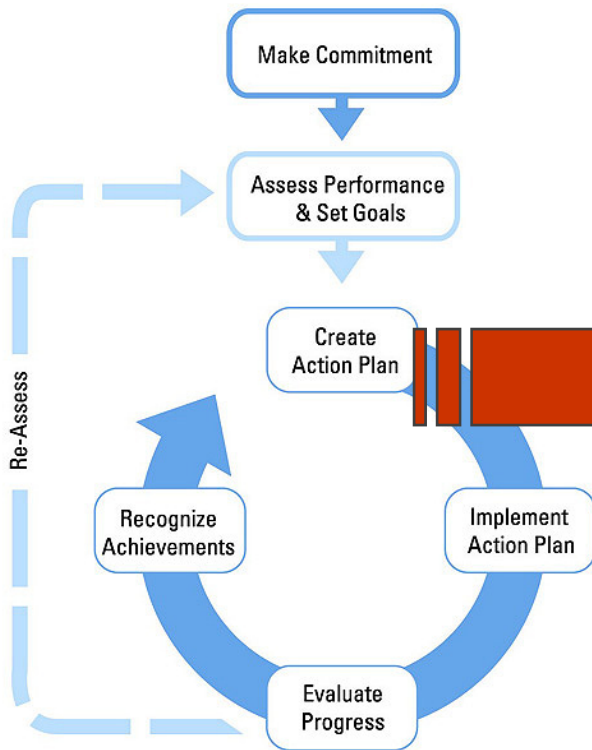 Make Commitment
Assess Performance
& Set Goals
Create
Action Plan
Re-Assess
Recognize
Achievements
Implement
Action Plan
Evaluate
Progress